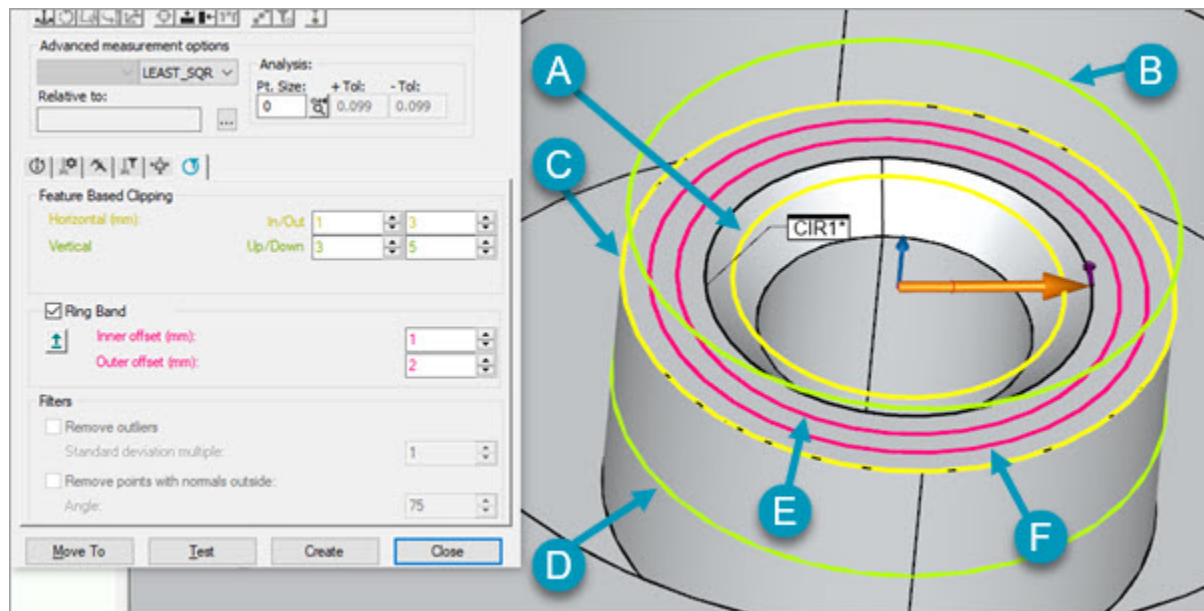 Advanced measurement options
LEAST_SQR
Relative to:
...
Analysis:
Pt. Size: + Tol: - Tol:
0 0.099 0.099
Feature Based Clipping
Horizontal (mm): In/Out 1 3
Vertical Up/Down 3 5
Ring Band
Inner offset (mm): 1
Outer offset (mm): 2
Filters
Remove outliers
Standard deviation multiple: 1
Remove points with normals outside:
Angle: 75
Move To Test Create Close
A
B
C
CIR1*
E
F
D